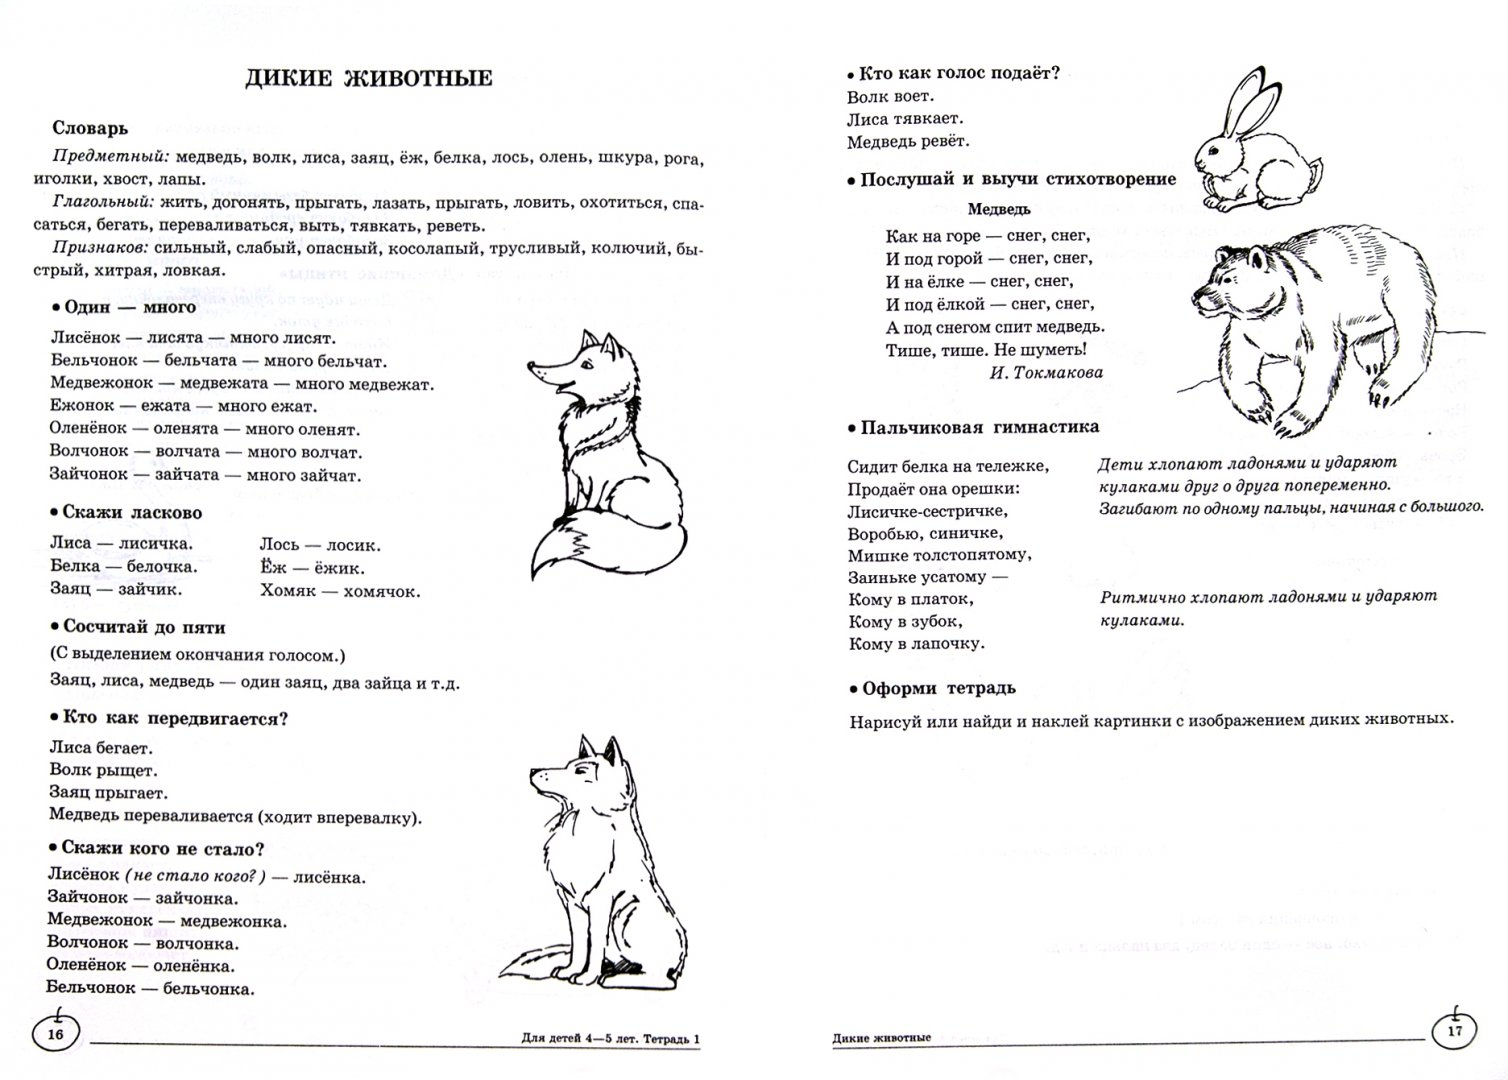 ДИКИЕ ЖИВОТНЫЕ
Словарь
Предметный: медведь, волк, лиса, заяц, ёж, белка, лось, олень, шкура, рога,
иголки, хвост, лапы.
Глагольный: жить, догонять, прыгать, лазать, прыгать, ловить, охотиться, спа-
саться, бегать, переваливаться, выть, тявкать, реветь.
Признаков: сильный, слабый, опасный, косолапый, трусливый, колючий, бы-
стрый, хитрая, ловкая.
• Один — много
Лисёнок — лисята — много лисят.
Бельчонок — бельчата — много бельчат.
Медвежонок — медвежата — много медвежат.
Ежонок — ежата — много ежат.
Оленёнок — оленята — много оленят.
Волчонок — волчата — много волчат.
Зайчонок — зайчата — много зайчат.
• Скажи ласково
Лиса — лисичка. Лось — лосик.
Белка — белочка. Ёж — ёжик.
Заяц — зайчик. Хомяк — хомячок.
• Сосчитай до пяти
(С выделением окончания голосом.)
Заяц, лиса, медведь — один заяц, два зайца и т.д.
• Кто как передвигается?
Лиса бегает.
Волк рыщет.
Заяц прыгает.
Медведь переваливается (ходит вперевалку).
• Скажи кого не стало?
Лисёнок (не стало кого?) — лисёнка.
Зайчонок — зайчонка.
Медвежонок — медвежонка.
Волчонок — волчонка.
Оленёнок — оленёнка.
Бельчонок — бельчонка.
16
Для детей 4—5 лет. Тетрадь 1
• Кто как голос подаёт?
Волк воет.
Лиса тявкает.
Медведь ревёт.
• Послушай и выучи стихотворение
Медведь
Как на горе — снег, снег,
И под горой — снег, снег,
И на ёлке — снег, снег,
И под ёлкой — снег, снег,
А под снегом спит медведь.
Тише, тише. Не шуметь!
И. Токмакова
• Пальчиковая гимнастика
Сидит белка на тележке, Дети хлопают ладонями и ударяют
Продаёт она орешки: кулаками друг о друга попеременно.
Лисичке-сестричке, Загибают по одному пальцы, начиная с большого.
Воробью, синичке,
Мишке толстопятому,
Заиньке усатому —
Кому в платок, Ритмично хлопают ладонями и ударяют
Кому в зубок, кулаками.
Кому в лапочку.
• Оформи тетрадь
Нарисуй или найди и наклей картинки с изображением диких животных.
Дикие животные
17